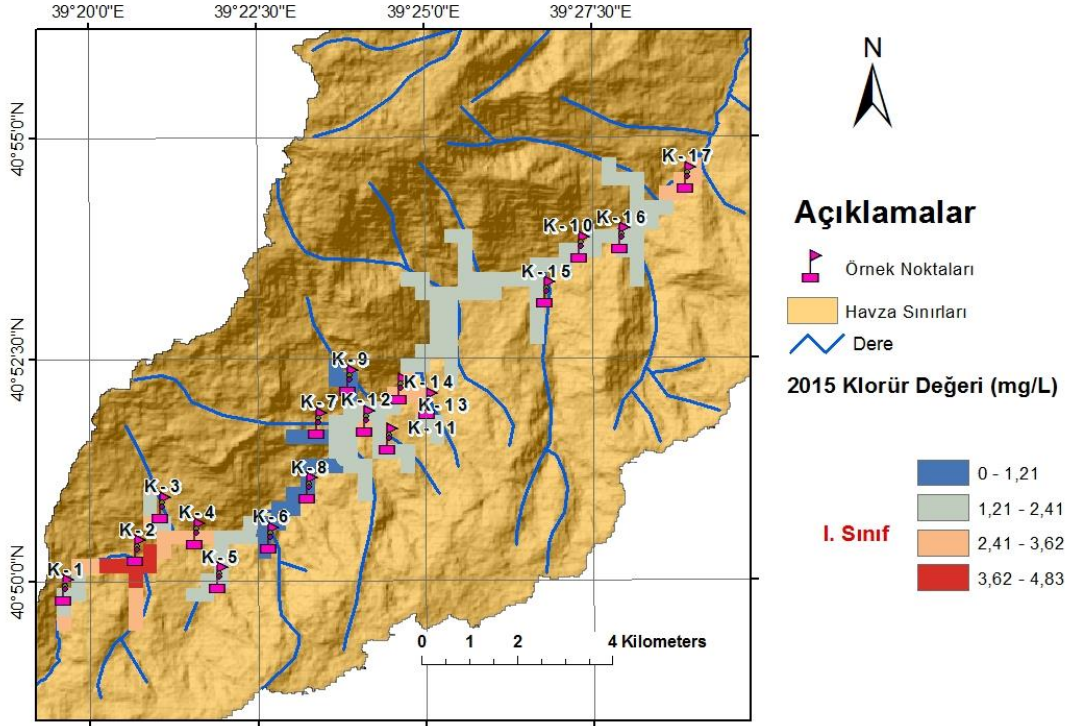 39°20'0"E 39°22'30"E 39°25'0"E 39°27'30"E
40°55'0"N
40°52'30"N
40°50'0"N
K-17
K-10
K-16
K-15
K-9
K-14
K-7
K-12
K-13
K-11
K-8
K-3
K-4
K-6
K-2
K-5
K-1
0 1 2 4 Kilometers
N
Açıklamalar
Örnek Noktaları
Havza Sınırları
Dere
2015 Klorür Değeri (mg/L)
I. Sınıf
0 - 1,21
1,21 - 2,41
2,41 - 3,62
3,62 - 4,83